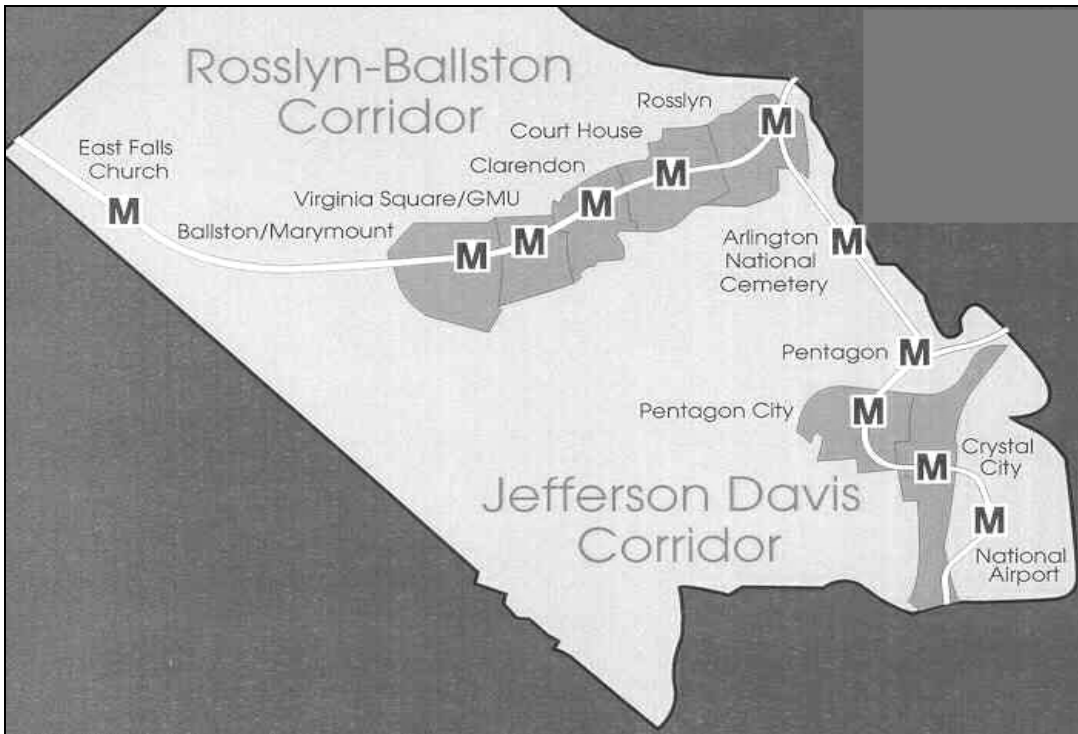 Rosslyn-Ballston
Corridor
Rosslyn
M
Court House
M
Clarendon
M
East Falls
Church
M
Virginia Square/GMU
M
Ballston/Marymount
M
Arlington
National
Cemetery
M
Pentagon
M
Pentagon City
M
Crystal
City
M
Jefferson Davis
Corridor
M
National
Airport